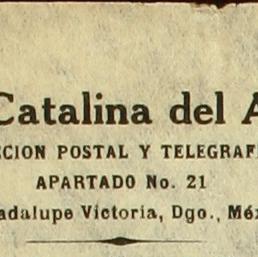 Catalina del A
CCION POSTAL Y TELEGRAF
APARTADO No. 21
adalupe Victoria, Dgo., Méx